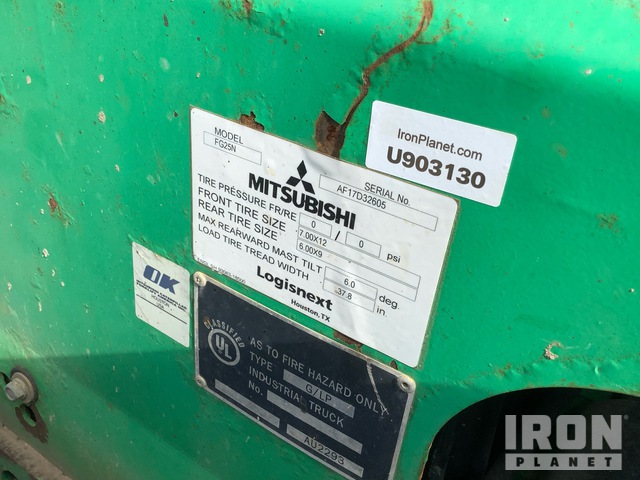 IronPlanet.com
U903130
MODEL
FG25N
SERIAL No.
AF17D32605
MITSUBISHI
TIRE PRESSURE FR/RE 0 / 0 psi
FRONT TIRE SIZE 7.00X12
REAR TIRE SIZE 6.00X9
MAX REARWARD MAST TILT 6.0 deg.
LOAD TIRE TREAD WIDTH 37.8 in.
Logisnext
Houston,TX
OK
CLASSIFIED
UL
AS TO FIRE HAZARD ONLY
TYPE G/LP
INDUSTRIAL TRUCK
No.
AU2293
IRON
PLANET